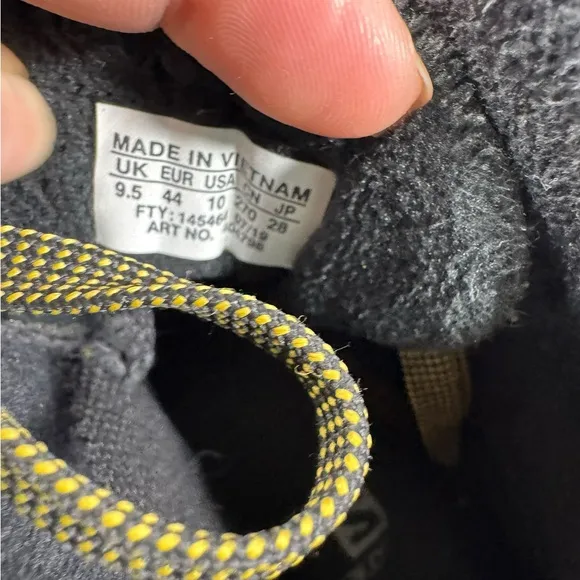 MADE IN VIETNAM
UK EUR USA CN JP
9.5 44 10 270 28
FTY: 07/19
ART NO.